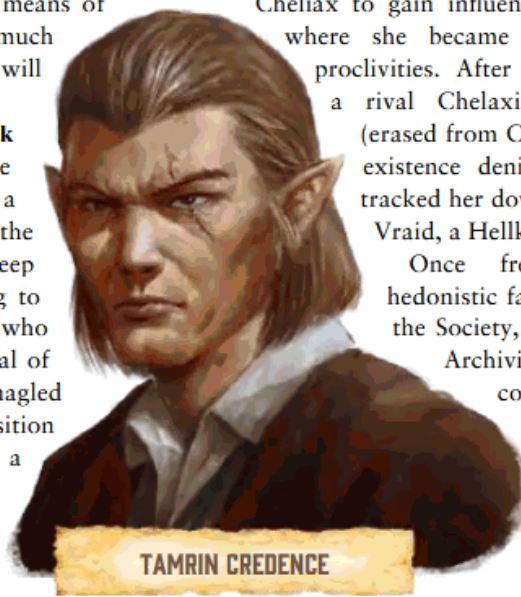 means of
much
will
k
e
a
the
eep
g to
who
al of
nagled
sition
a
Cheliax to gain influen
where she became
proclivities. After
a rival Chelaxi
(erased from C
existence deni
tracked her do
Vraid, a Hellk
Once fre
hedonistic fa
the Society,
Archivi
co
TAMRIN CREDENCE